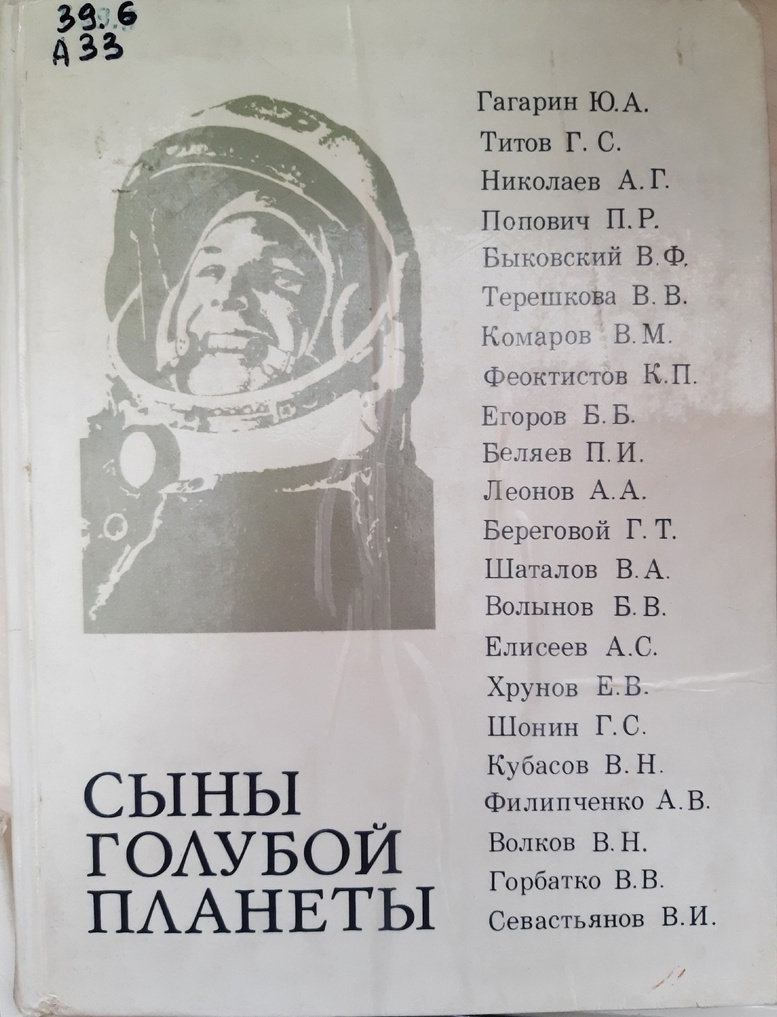 39.6
А33
Гагарин Ю.А.
Титов Г. С.
Николаев А.Г.
Попович П.Р.
Быковский В.Ф.
Терешкова В. В.
Комаров В.М.
Феоктистов К.П.
Егоров Б.Б.
Беляев П.И.
Леонов А.А.
Береговой Г.Т.
Шаталов В.А.
Волынов Б.В.
Елисеев А.С.
Хрунов Е.В.
Шонин Г.С.
Кубасов В.Н.
Филипченко А.В.
Волков В.Н.
Горбатко В.В.
Севастьянов В.И.
СЫНЫ
ГОЛУБОЙ
ПЛАНЕТЫ